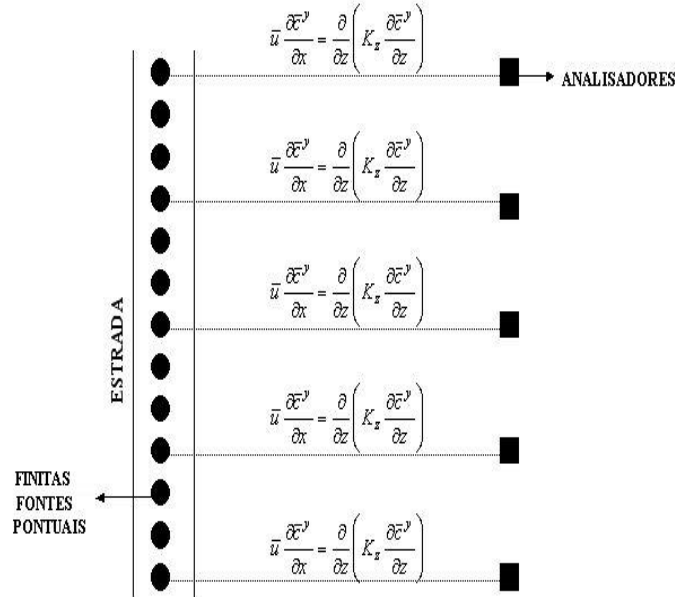 ū ∂c̄ʸ/∂x = ∂/∂z (K_z ∂c̄ʸ/∂z)
ANALISADORES
ū ∂c̄ʸ/∂x = ∂/∂z (K_z ∂c̄ʸ/∂z)
ū ∂c̄ʸ/∂x = ∂/∂z (K_z ∂c̄ʸ/∂z)
ESTRADA
ū ∂c̄ʸ/∂x = ∂/∂z (K_z ∂c̄ʸ/∂z)
FINITAS
FONTES
PONTUAIS
ū ∂c̄ʸ/∂x = ∂/∂z (K_z ∂c̄ʸ/∂z)